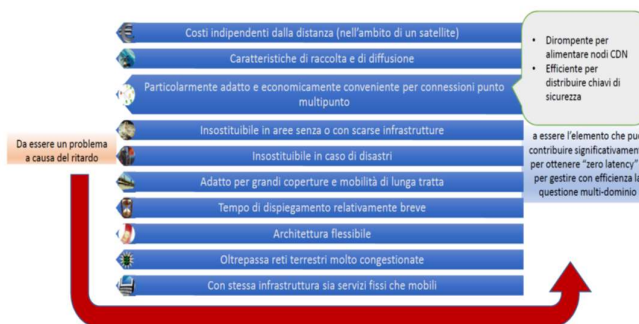 Costi indipendenti dalla distanza (nell'ambito di un satellite)
Caratteristiche di raccolta e di diffusione
Particolarmente adatto e economicamente conveniente per connessioni punto
multipunto
Insostituibile in aree senza o con scarse infrastrutture
Insostituibile in caso di disastri
Adatto per grandi coperture e mobilità di lunga tratta
Tempo di dispiegamento relativamente breve
Architettura flessibile
Oltrepassa reti terrestri molto congestionate
Con stessa infrastruttura sia servizi fissi che mobili
• Dirompente per
alimentare nodi CDN
• Efficiente per
distribuire chiavi di
sicurezza
Da essere un problema
a causa del ritardo
a essere l'elemento che può
contribuire significativamen
per ottenere "zero latency"
per gestire con efficienza la
questione multi-dominio